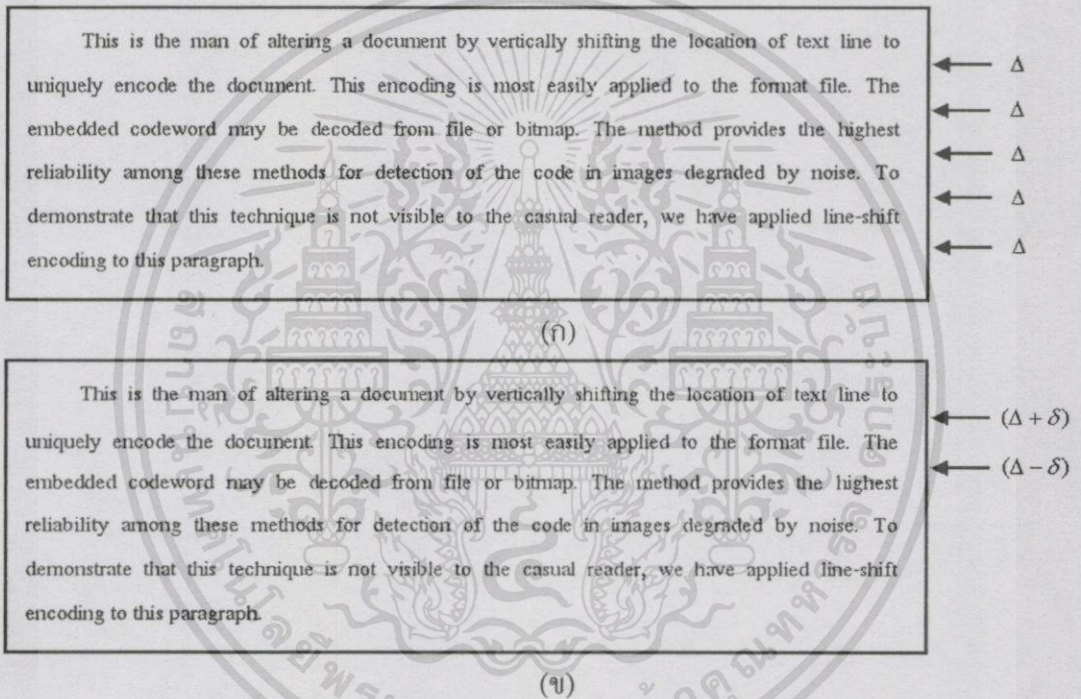 This is the man of altering a document by vertically shifting the location of text line to
Δ
uniquely encode the document. This encoding is most easily applied to the format file. The
Δ
embedded codeword may be decoded from file or bitmap. The method provides the highest
Δ
reliability among these methods for detection of the code in images degraded by noise. To
Δ
demonstrate that this technique is not visible to the casual reader, we have applied line-shift
Δ
encoding to this paragraph.
(ก)
This is the man of altering a document by vertically shifting the location of text line to
(Δ + δ)
uniquely encode the document. This encoding is most easily applied to the format file. The
(Δ − δ)
embedded codeword may be decoded from file or bitmap. The method provides the highest
reliability among these methods for detection of the code in images degraded by noise. To
demonstrate that this technique is not visible to the casual reader, we have applied line-shift
encoding to this paragraph.
(ข)